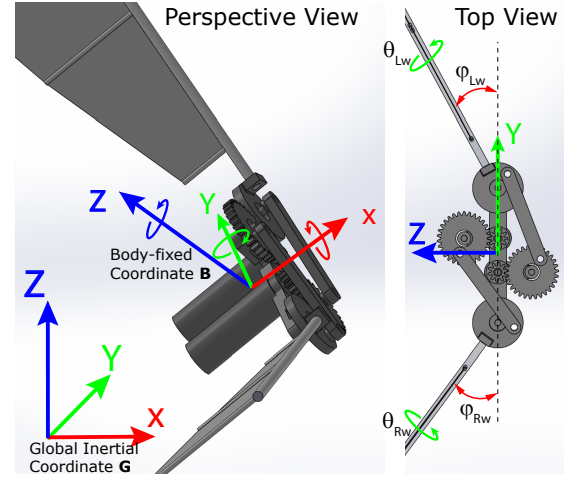 Perspective View
Top View
θLw
φLw
Y
Z
Y
X
Body-fixed
Coordinate B
Z
Z
Y
X
Global Inertial
Coordinate G
θRw
φRw